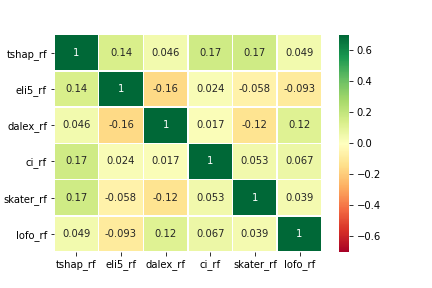 tshap_rf 1 0.14 0.046 0.17 0.17 0.049
eli5_rf 0.14 1 -0.16 0.024 -0.058 -0.093
dalex_rf 0.046 -0.16 1 0.017 -0.12 0.12
ci_rf 0.17 0.024 0.017 1 0.053 0.067
skater_rf 0.17 -0.058 -0.12 0.053 1 0.039
lofo_rf 0.049 -0.093 0.12 0.067 0.039 1
tshap_rf eli5_rf dalex_rf ci_rf skater_rf lofo_rf
0.6
0.4
0.2
0.0
−0.2
−0.4
−0.6